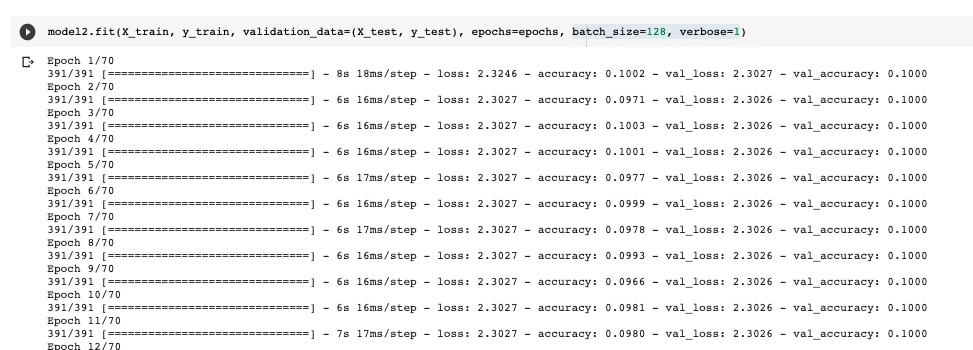 model2.fit(X_train, y_train, validation_data=(X_test, y_test), epochs=epochs, batch_size=128, verbose=1)
Epoch 1/70
391/391 [==============================] - 8s 18ms/step - loss: 2.3246 - accuracy: 0.1002 - val_loss: 2.3027 - val_accuracy: 0.1000
Epoch 2/70
391/391 [==============================] - 6s 16ms/step - loss: 2.3027 - accuracy: 0.0971 - val_loss: 2.3026 - val_accuracy: 0.1000
Epoch 3/70
391/391 [==============================] - 6s 16ms/step - loss: 2.3027 - accuracy: 0.1003 - val_loss: 2.3026 - val_accuracy: 0.1000
Epoch 4/70
391/391 [==============================] - 6s 16ms/step - loss: 2.3027 - accuracy: 0.1001 - val_loss: 2.3026 - val_accuracy: 0.1000
Epoch 5/70
391/391 [==============================] - 6s 17ms/step - loss: 2.3027 - accuracy: 0.0977 - val_loss: 2.3026 - val_accuracy: 0.1000
Epoch 6/70
391/391 [==============================] - 6s 16ms/step - loss: 2.3027 - accuracy: 0.0999 - val_loss: 2.3026 - val_accuracy: 0.1000
Epoch 7/70
391/391 [==============================] - 6s 17ms/step - loss: 2.3027 - accuracy: 0.0978 - val_loss: 2.3026 - val_accuracy: 0.1000
Epoch 8/70
391/391 [==============================] - 6s 16ms/step - loss: 2.3027 - accuracy: 0.0993 - val_loss: 2.3026 - val_accuracy: 0.1000
Epoch 9/70
391/391 [==============================] - 6s 16ms/step - loss: 2.3027 - accuracy: 0.0966 - val_loss: 2.3026 - val_accuracy: 0.1000
Epoch 10/70
391/391 [==============================] - 6s 16ms/step - loss: 2.3027 - accuracy: 0.0981 - val_loss: 2.3026 - val_accuracy: 0.1000
Epoch 11/70
391/391 [==============================] - 7s 17ms/step - loss: 2.3027 - accuracy: 0.0980 - val_loss: 2.3026 - val_accuracy: 0.1000
Epoch 12/70